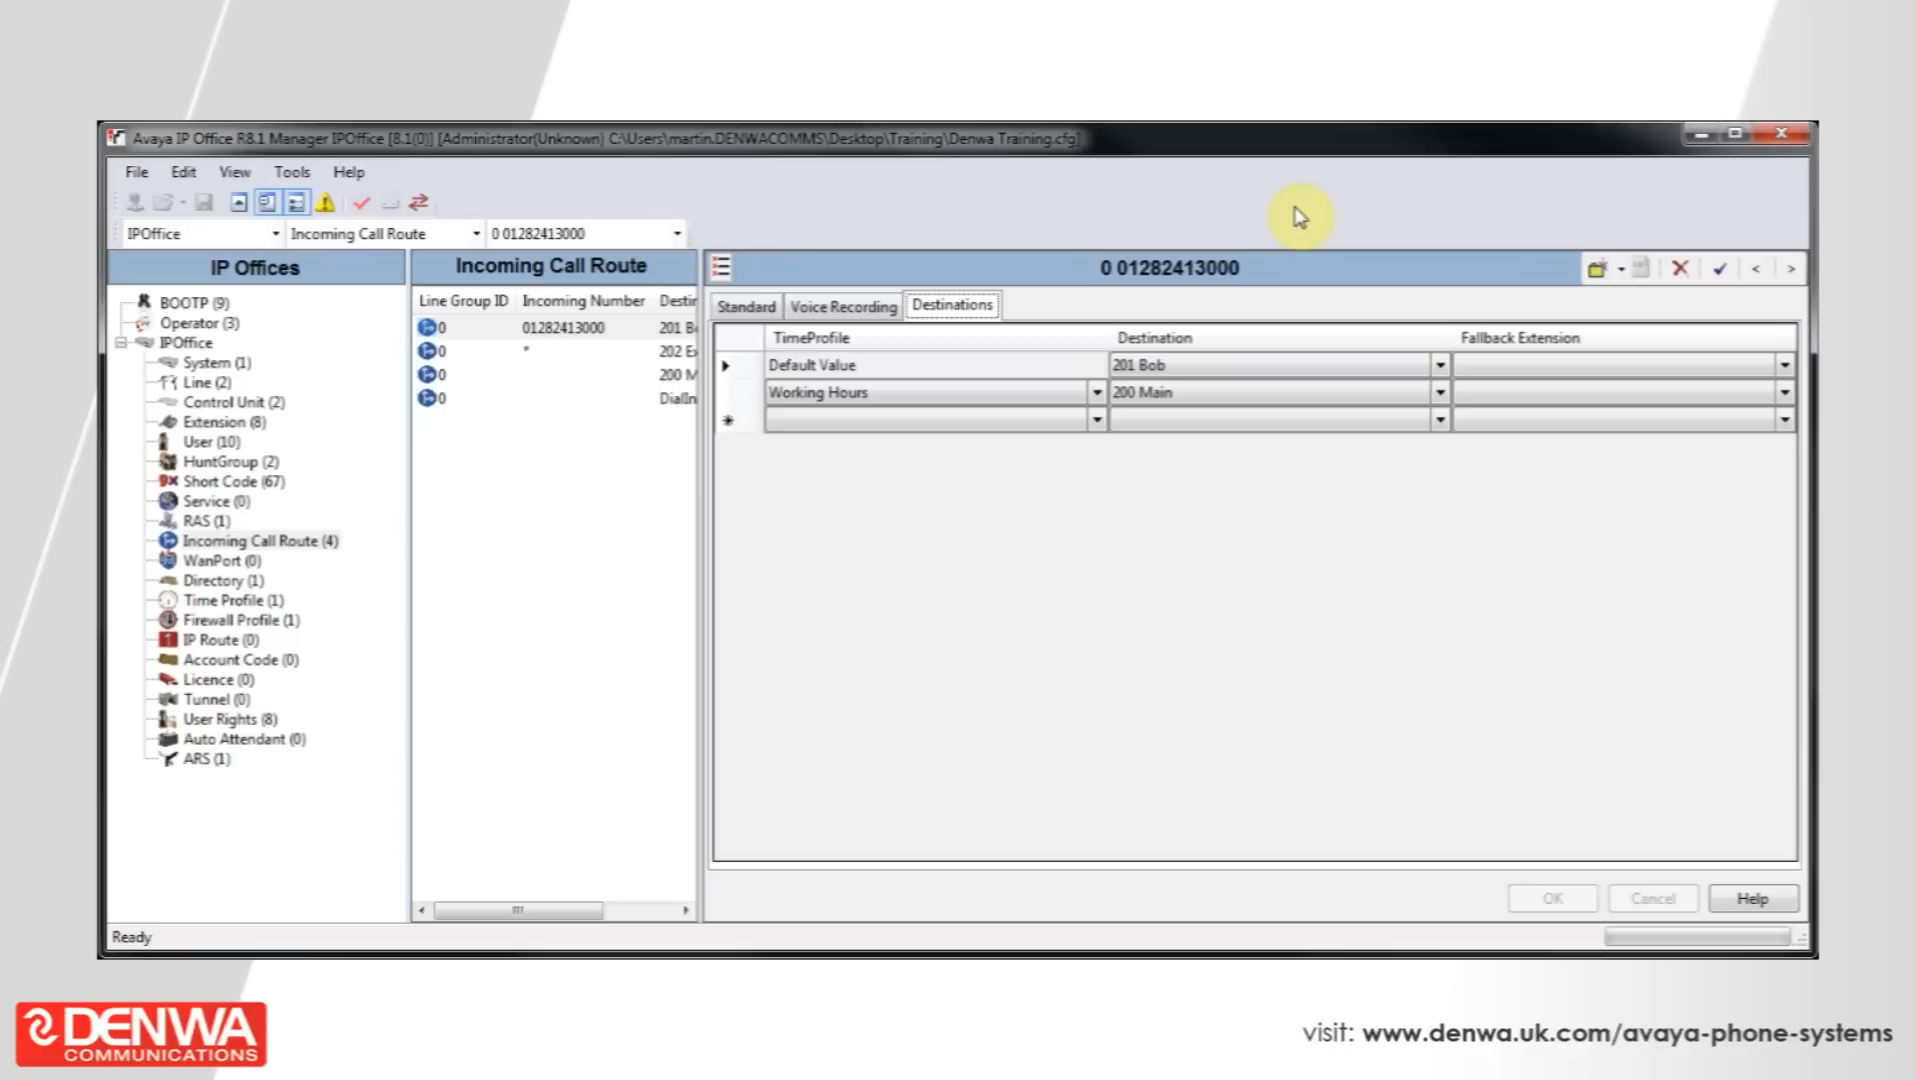 Avaya IP Office R8.1 Manager IPOffice [8.1(0)] [Administrator(Unknown) C:\Users\martin.DENWACOMMS\Desktop\Training\Denwa Training.cfg]
File Edit View Tools Help
IPOffice Incoming Call Route 0 01282413000
IP Offices
BOOTP (9)
Operator (3)
IPOffice
System (1)
Line (2)
Control Unit (2)
Extension (8)
User (10)
HuntGroup (2)
Short Code (67)
Service (0)
RAS (1)
Incoming Call Route (4)
WanPort (0)
Directory (1)
Time Profile (1)
Firewall Profile (1)
IP Route (0)
Account Code (0)
Licence (0)
Tunnel (0)
User Rights (8)
Auto Attendant (0)
ARS (1)
Incoming Call Route
Line Group ID Incoming Number Destin
0 01282413000 201 B
0 * 202 E
0 200 M
0 DialIn
0 01282413000
Standard Voice Recording Destinations
TimeProfile Destination Fallback Extension
Default Value 201 Bob
Working Hours 200 Main
OK Cancel Help
Ready
DENWA
COMMUNICATIONS
visit: www.denwa.uk.com/avaya-phone-systems